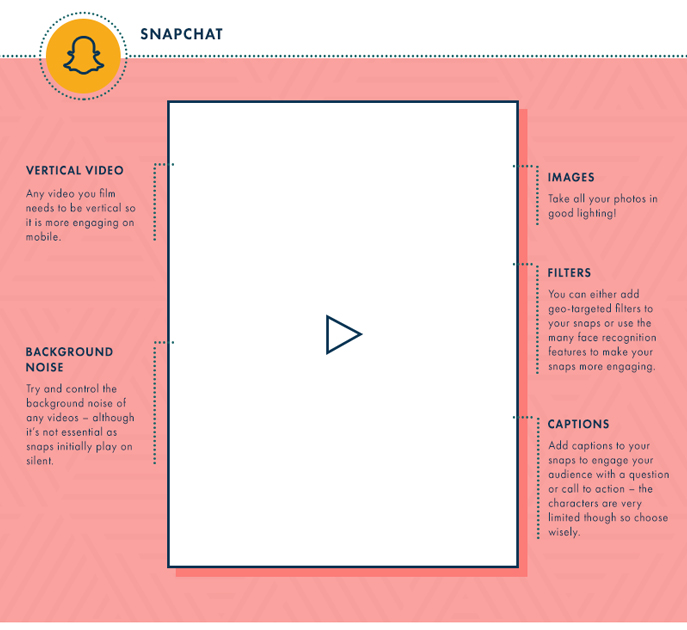 SNAPCHAT
VERTICAL VIDEO
Any video you film
needs to be vertical so
it is more engaging on
mobile.
BACKGROUND
NOISE
Try and control the
background noise of
any videos – although
it's not essential as
snaps initially play on
silent.
IMAGES
Take all your photos in
good lighting!
FILTERS
You can either add
geo-targeted filters to
your snaps or use the
many face recognition
features to make your
snaps more engaging.
CAPTIONS
Add captions to your
snaps to engage your
audience with a question
or call to action – the
characters are very
limited though so choose
wisely.